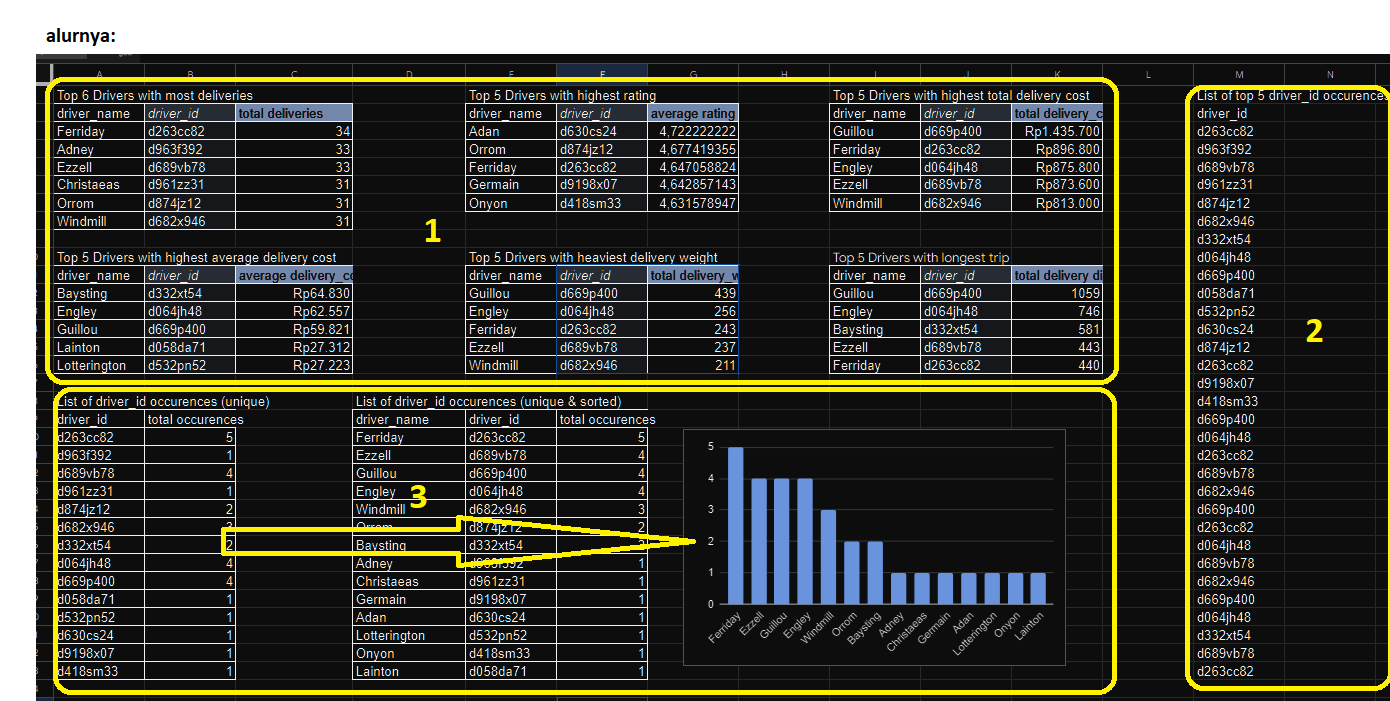 alurnya:
A B C D E F G H I J K L M N
Top 6 Drivers with most deliveries
driver_name driver_id total deliveries
Ferriday d263cc82 34
Adney d963f392 33
Ezzell d689vb78 33
Christaeas d961zz31 31
Orrom d874jz12 31
Windmill d682x946 31
Top 5 Drivers with highest rating
driver_name driver_id average rating
Adan d630cs24 4,722222222
Orrom d874jz12 4,677419355
Ferriday d263cc82 4,647058824
Germain d9198x07 4,642857143
Onyon d418sm33 4,631578947
Top 5 Drivers with highest total delivery cost
driver_name driver_id total delivery_c
Guillou d669p400 Rp1.435.700
Ferriday d263cc82 Rp896.800
Engley d064jh48 Rp875.800
Ezzell d689vb78 Rp873.600
Windmill d682x946 Rp813.000
1
Top 5 Drivers with highest average delivery cost
driver_name driver_id average delivery_co
Baysting d332xt54 Rp64.830
Engley d064jh48 Rp62.557
Guillou d669p400 Rp59.821
Lainton d058da71 Rp27.312
Lotterington d532pn52 Rp27.223
Top 5 Drivers with heaviest delivery weight
driver_name driver_id total delivery_w
Guillou d669p400 439
Engley d064jh48 256
Ferriday d263cc82 243
Ezzell d689vb78 237
Windmill d682x946 211
Top 5 Drivers with longest trip
driver_name driver_id total delivery di
Guillou d669p400 1059
Engley d064jh48 746
Baysting d332xt54 581
Ezzell d689vb78 443
Ferriday d263cc82 440
List of top 5 driver_id occurences
driver_id
d263cc82
d963f392
d689vb78
d961zz31
d874jz12
d682x946
d332xt54
d064jh48
d669p400
d058da71
d532pn52
d630cs24
d874jz12
d263cc82
d9198x07
d418sm33
d669p400
d064jh48
d263cc82
d689vb78
d682x946
d669p400
d263cc82
d064jh48
d689vb78
d682x946
d669p400
d064jh48
d332xt54
d689vb78
d263cc82
2
List of driver_id occurences (unique)
driver_id total occurences
d263cc82 5
d963f392 1
d689vb78 4
d961zz31 1
d874jz12 2
d682x946 3
d332xt54 2
d064jh48 4
d669p400 4
d058da71 1
d532pn52 1
d630cs24 1
d9198x07 1
d418sm33 1
List of driver_id occurences (unique & sorted)
driver_name driver_id total occurences
Ferriday d263cc82 5
Ezzell d689vb78 4
Guillou d669p400 4
Engley d064jh48 4
Windmill d682x946 3
Orrom d874jz12 2
Baysting d332xt54 2
Adney d963f392 1
Christaeas d961zz31 1
Germain d9198x07 1
Adan d630cs24 1
Lotterington d532pn52 1
Onyon d418sm33 1
Lainton d058da71 1
3
5
4
3
2
1
0
Ferriday Ezzell Guillou Engley Windmill Orrom Baysting Adney Christaeas Germain Adan Lotterington Onyon Lainton